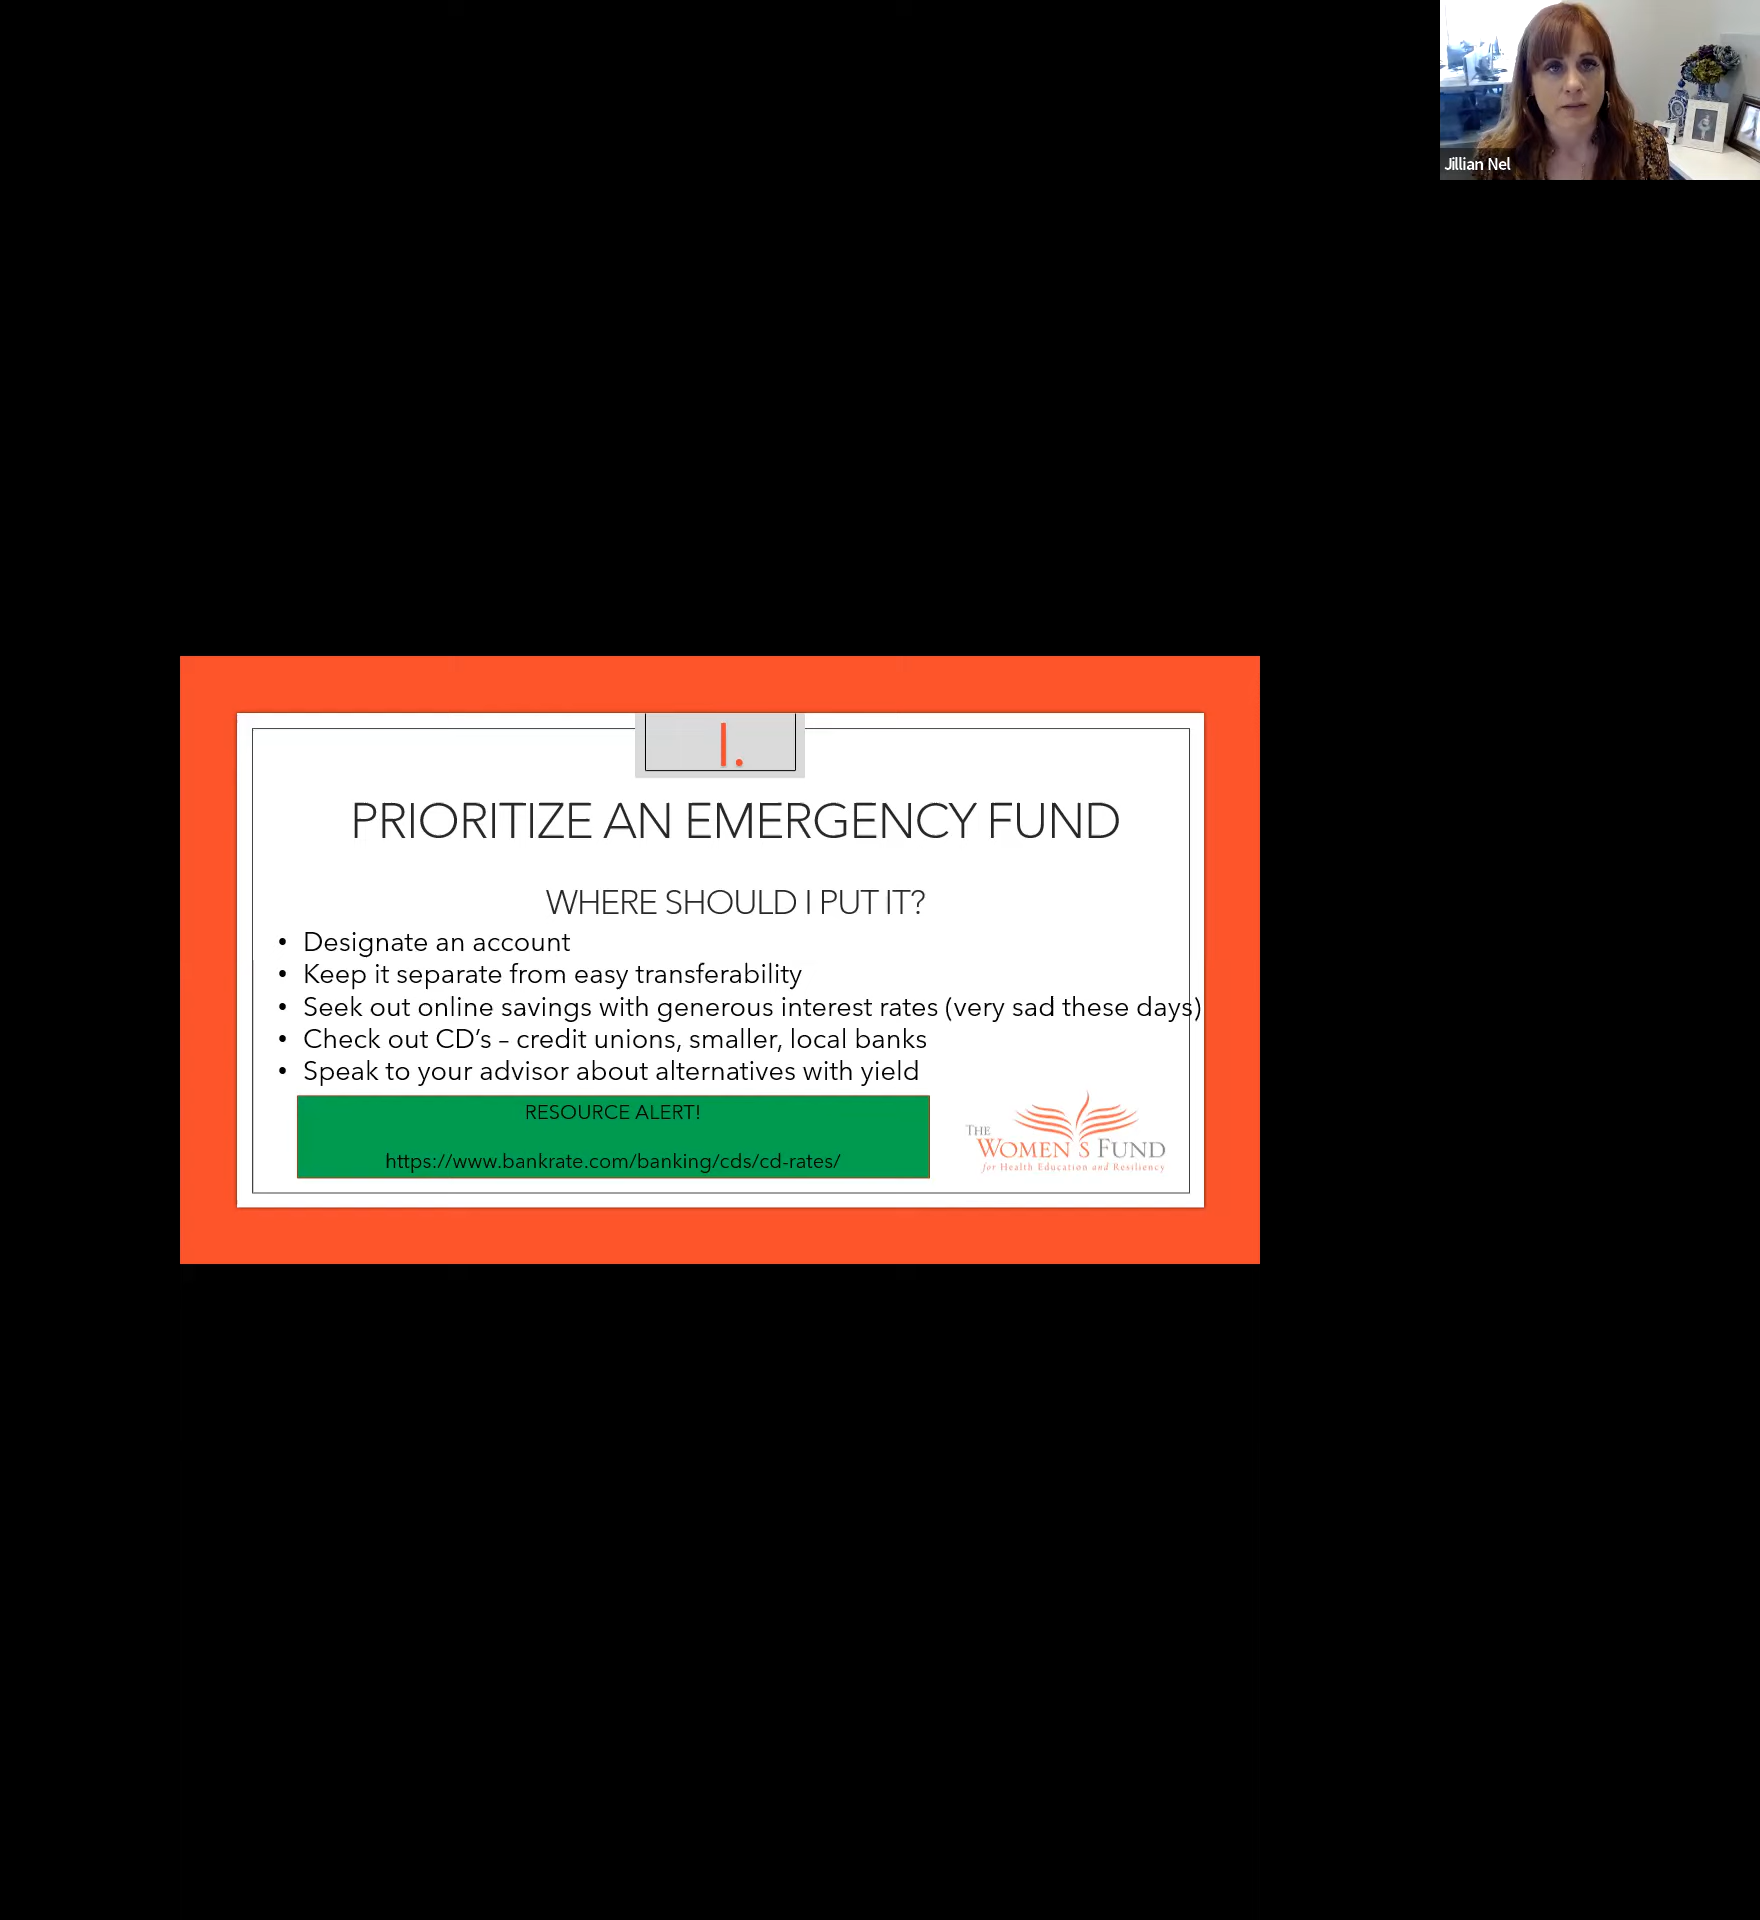 Jillian Nel
1.
PRIORITIZE AN EMERGENCY FUND
WHERE SHOULD I PUT IT?
• Designate an account
• Keep it separate from easy transferability
• Seek out online savings with generous interest rates (very sad these days)
• Check out CD’s – credit unions, smaller, local banks
• Speak to your advisor about alternatives with yield
RESOURCE ALERT!
https://www.bankrate.com/banking/cds/cd-rates/
THE
WOMEN S FUND
for Health Education and Resiliency